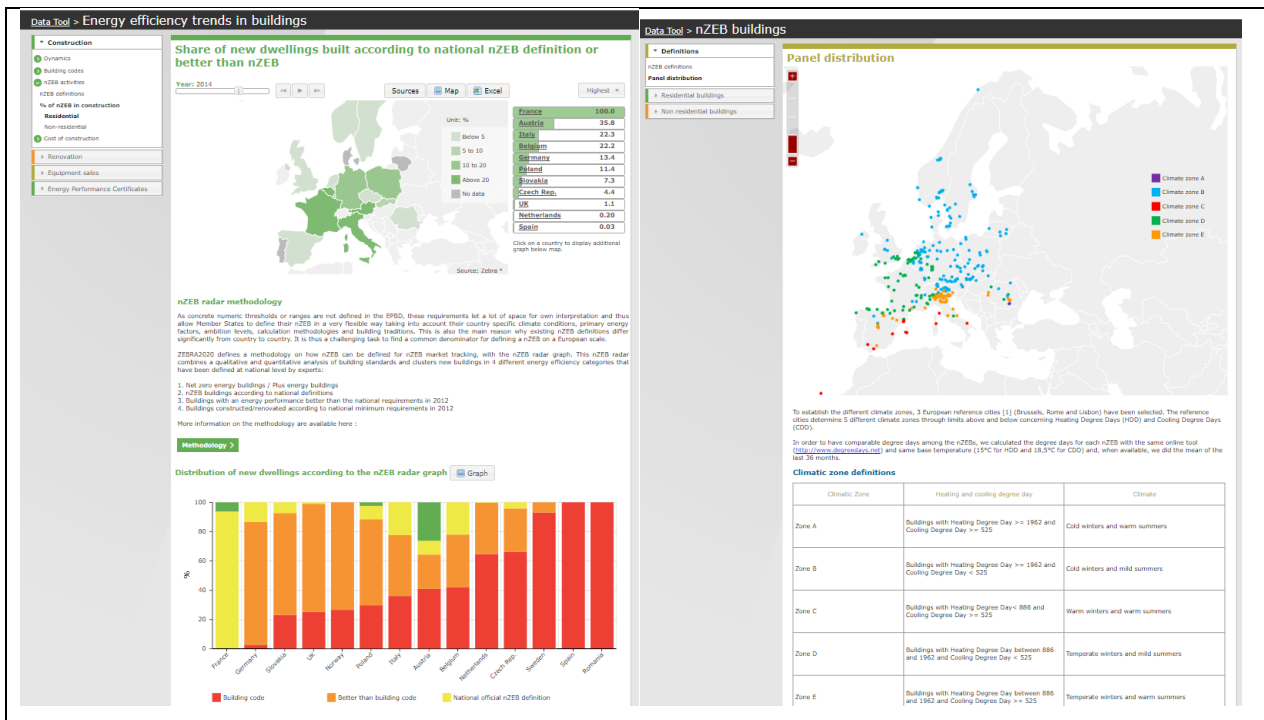 Data Tool > Energy efficiency trends in buildings
Construction
Dynamics
Building codes
nZEB activities
nZEB definitions
% of nZEB in construction
Residential
Non-residential
Cost of construction
Renovation
Equipment sales
Energy Performance Certificates
Share of new dwellings built according to national nZEB definition or
better than nZEB
Year: 2014
Sources
Map
Excel
Highest
Unit: %
Below 5
5 to 10
10 to 20
Above 20
No data
Source: Zebra *
France 100.0
Austria 35.8
Italy 22.3
Belgium 22.2
Germany 13.4
Poland 11.4
Slovakia 7.3
Czech Rep. 4.4
UK 1.1
Netherlands 0.20
Spain 0.03
Click on a country to display additional
graph below map.
nZEB radar methodology
As concrete numeric thresholds or ranges are not defined in the EPBD, these requirements let a lot of space for own interpretation and thus
allow Member States to define their nZEB in a very flexible way taking into account their country specific climate conditions, primary energy
factors, ambition levels, calculation methodologies and building traditions. This is also the main reason why existing nZEB definitions differ
significantly from country to country. It is thus a challenging task to find a common denominator for defining a nZEB on a European scale.
ZEBRA2020 defines a methodology on how nZEB can be defined for nZEB market tracking, with the nZEB radar graph. This nZEB radar
combines a qualitative and quantitative analysis of building standards and clusters new buildings in 4 different energy efficiency categories that
have been defined at national level by experts:
1. Net zero energy buildings / Plus energy buildings
2. nZEB buildings according to national definitions
3. Buildings with an energy performance better than the national requirements in 2012
4. Buildings constructed/renovated according to national minimum requirements in 2012
More information on the methodology are available here :
Methodology >
Distribution of new dwellings according to the nZEB radar graph
Graph
100
80
60
40
20
0
%
France
Germany
Slovakia
UK
Norway
Poland
Italy
Austria
Belgium
Netherlands
Czech Rep.
Sweden
Spain
Romania
Building code
Better than building code
National official nZEB definition
Data Tool > nZEB buildings
Definitions
nZEB definitions
Panel distribution
Residential buildings
Non residential buildings
Panel distribution
Climate zone A
Climate zone B
Climate zone C
Climate zone D
Climate zone E
To establish the different climate zones, 3 European reference cities [1] (Brussels, Rome and Lisbon) have been selected. The reference
cities determine 5 different climate zones through limits above and below concerning Heating Degree Days (HDD) and Cooling Degree Days
(CDD).
In order to have comparable degree days among the nZEBs, we calculated the degree days for each nZEB with the same online tool
(http://www.degreedays.net) and same base temperature (15°C for HDD and 18,5°C for CDD) and, when available, we did the mean of the
last 36 months.
Climatic zone definitions
Climatic Zone
Heating and cooling degree day
Climate
Zone A
Buildings with Heating Degree Day >= 1962 and
Cooling Degree Day >= 525
Cold winters and warm summers
Zone B
Buildings with Heating Degree Day >= 1962 and
Cooling Degree Day < 525
Cold winters and mild summers
Zone C
Buildings with Heating Degree Day< 886 and
Cooling Degree Day >= 525
Warm winters and warm summers
Zone D
Buildings with Heating Degree Day between 886
and 1962 and Cooling Degree Day < 525
Temperate winters and mild summers
Zone E
Buildings with Heating Degree Day between 886
and 1962 and Cooling Degree Day >= 525
Temperate winters and warm summers